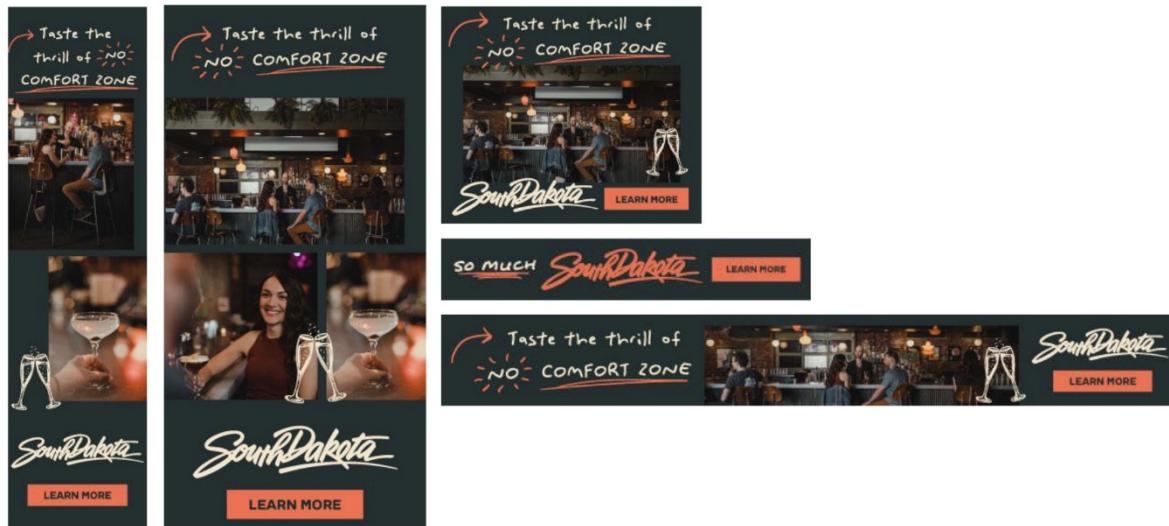 Taste the
thrill of NO
COMFORT ZONE
SouthDakota
LEARN MORE
Taste the thrill of
NO COMFORT ZONE
SouthDakota
LEARN MORE
Taste the thrill of
NO COMFORT ZONE
SouthDakota
LEARN MORE
SO MUCH SouthDakota LEARN MORE
Taste the thrill of
NO COMFORT ZONE
SouthDakota
LEARN MORE